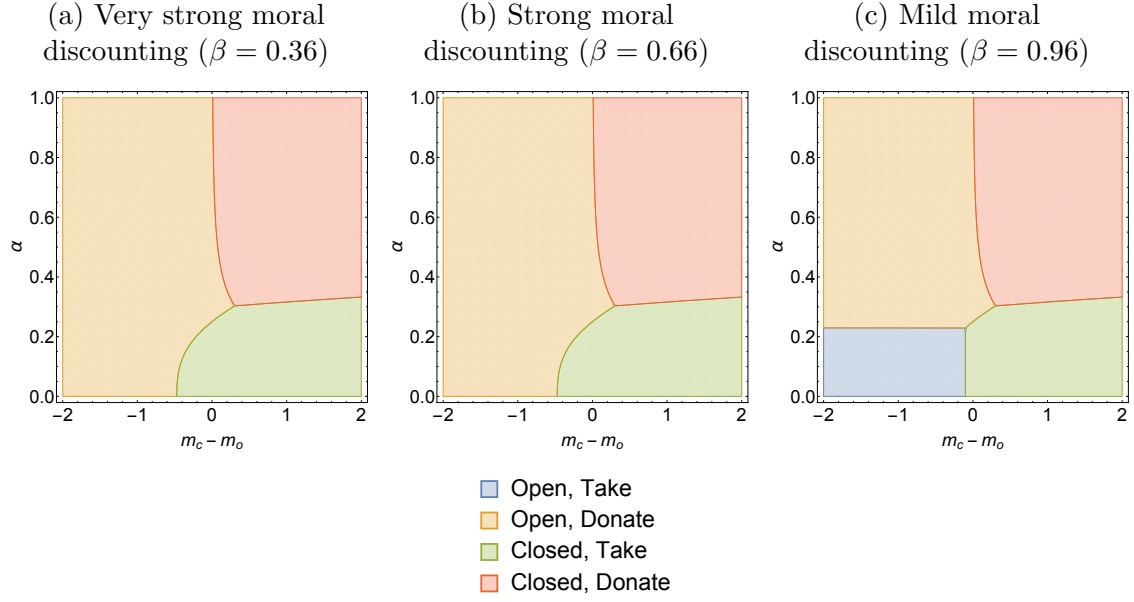 (a) Very strong moral
discounting (β = 0.36)
(b) Strong moral
discounting (β = 0.66)
(c) Mild moral
discounting (β = 0.96)
1.0
0.8
0.6
α
0.4
0.2
0.0
−2 −1 0 1 2
m_c − m_o
1.0
0.8
0.6
α
0.4
0.2
0.0
−2 −1 0 1 2
m_c − m_o
1.0
0.8
0.6
α
0.4
0.2
0.0
−2 −1 0 1 2
m_c − m_o
Open, Take
Open, Donate
Closed, Take
Closed, Donate